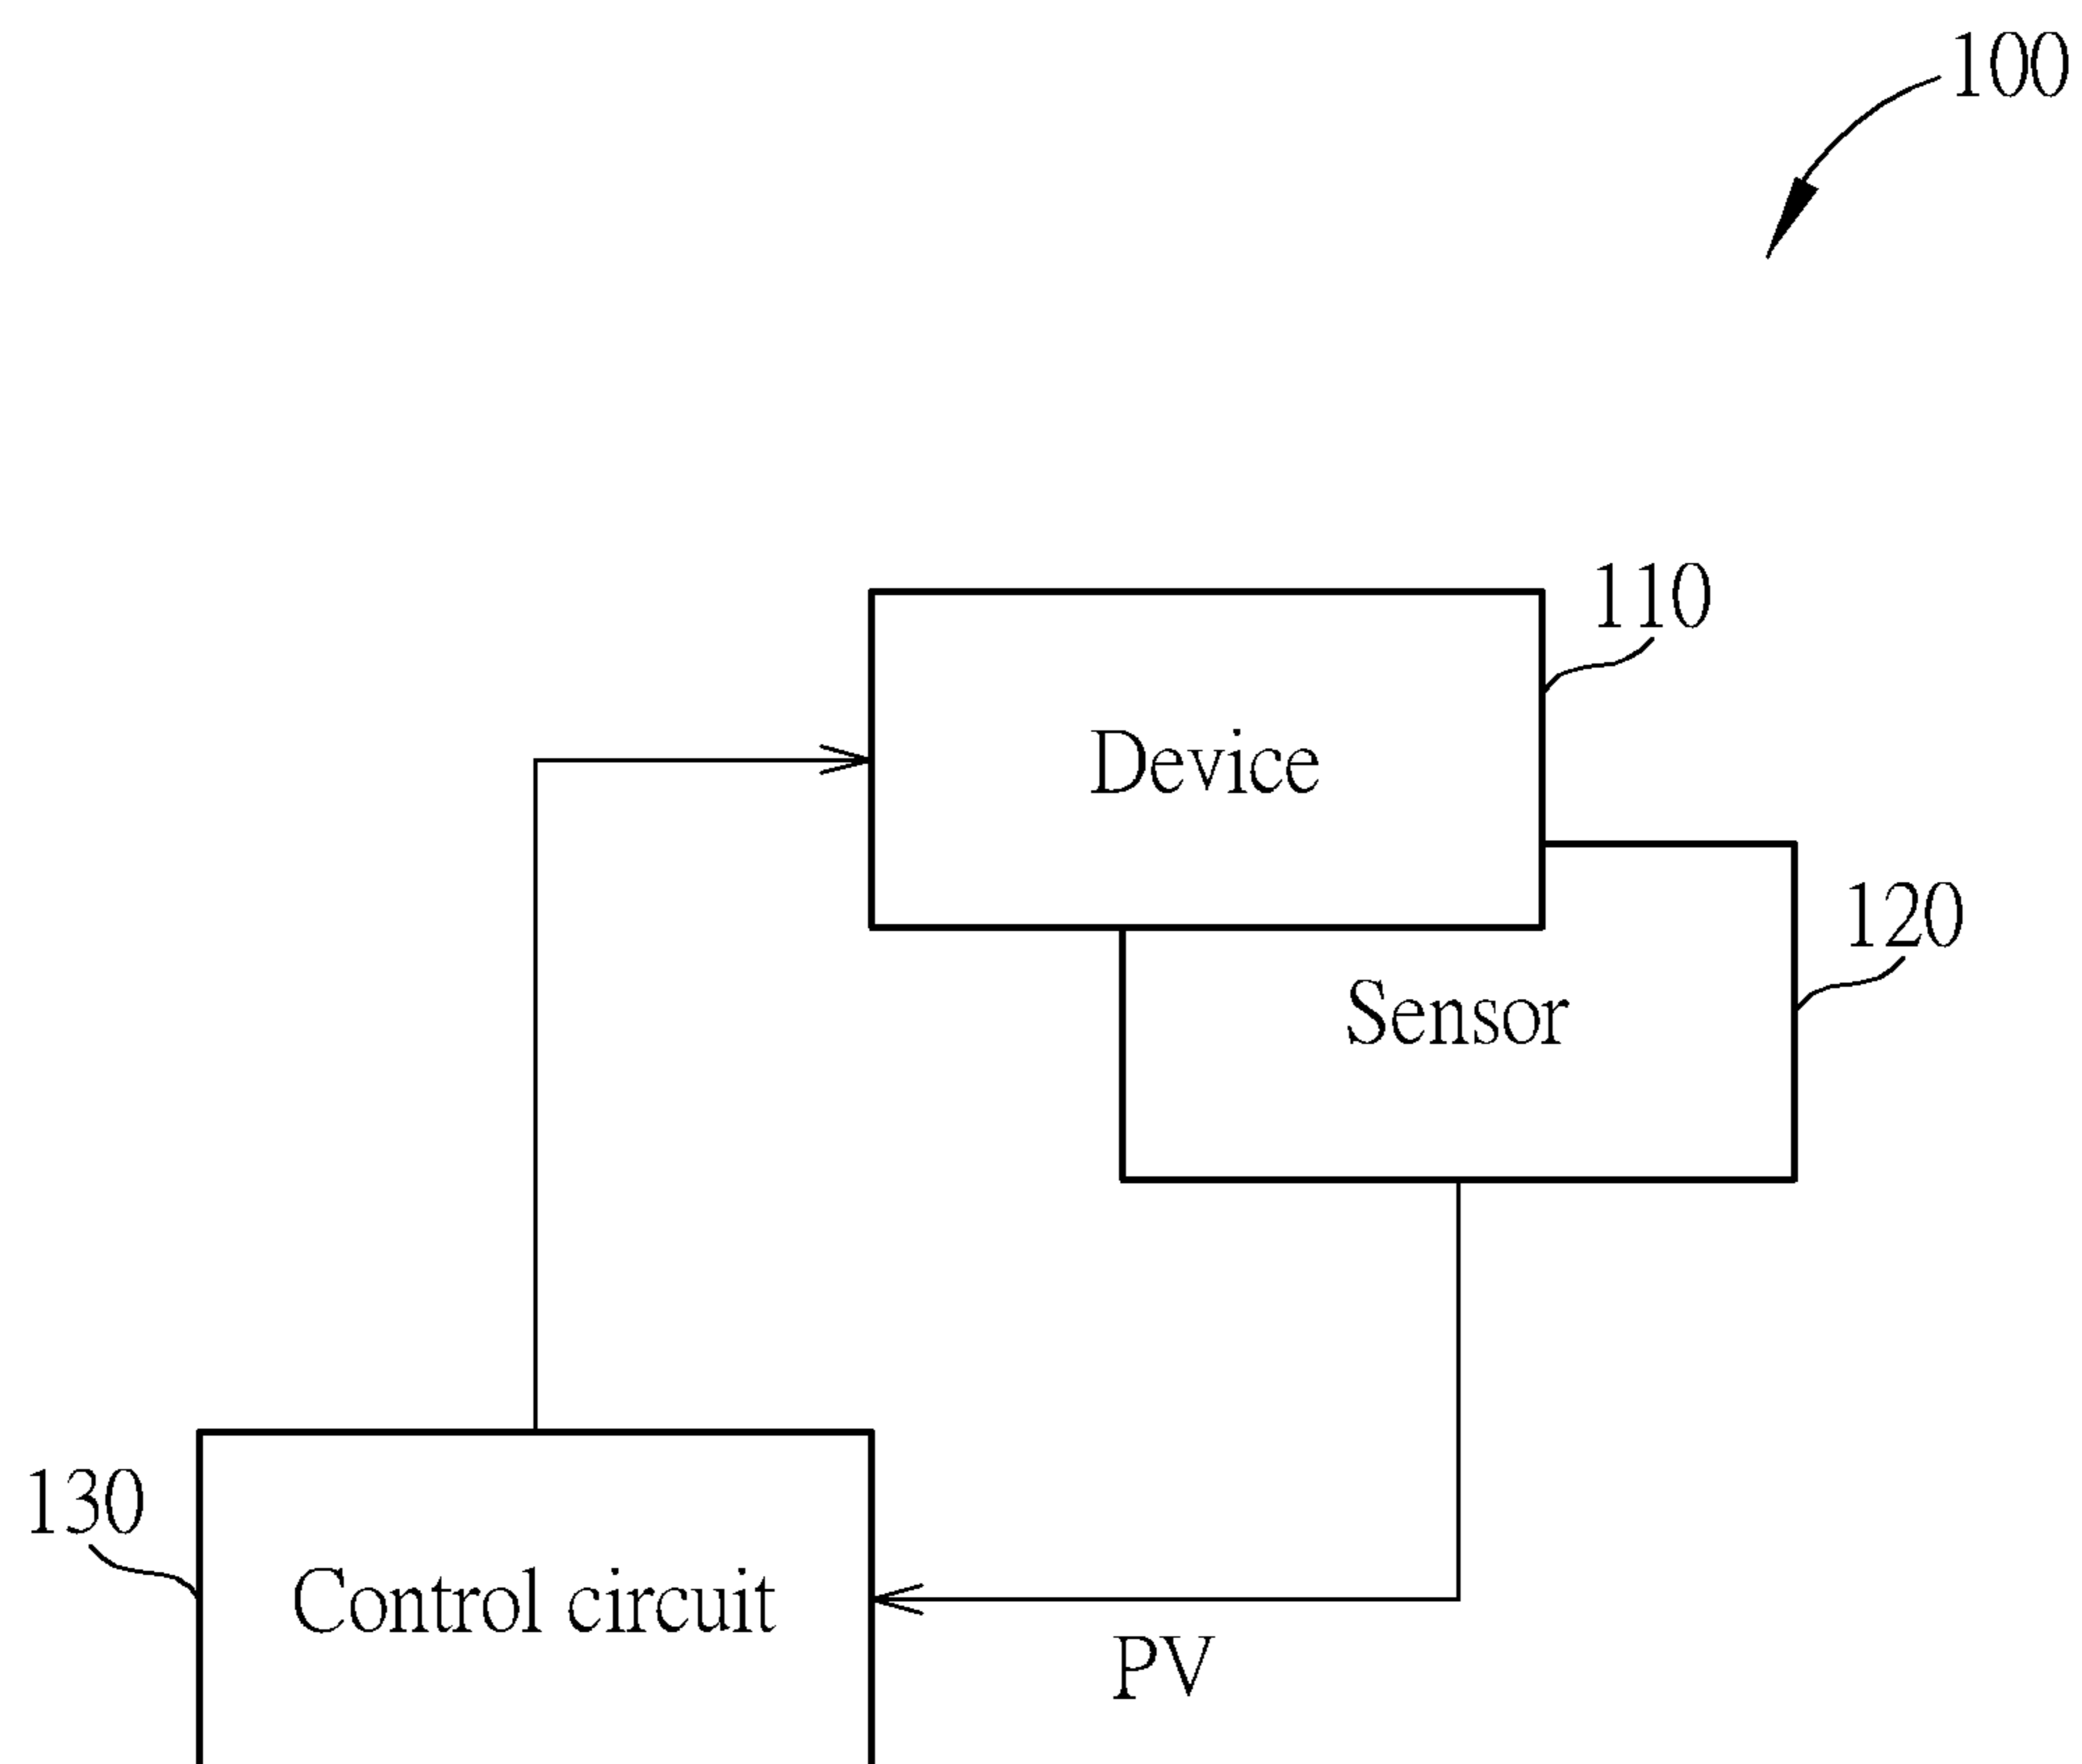 100
110
Device
120
Sensor
130
Control circuit
PV